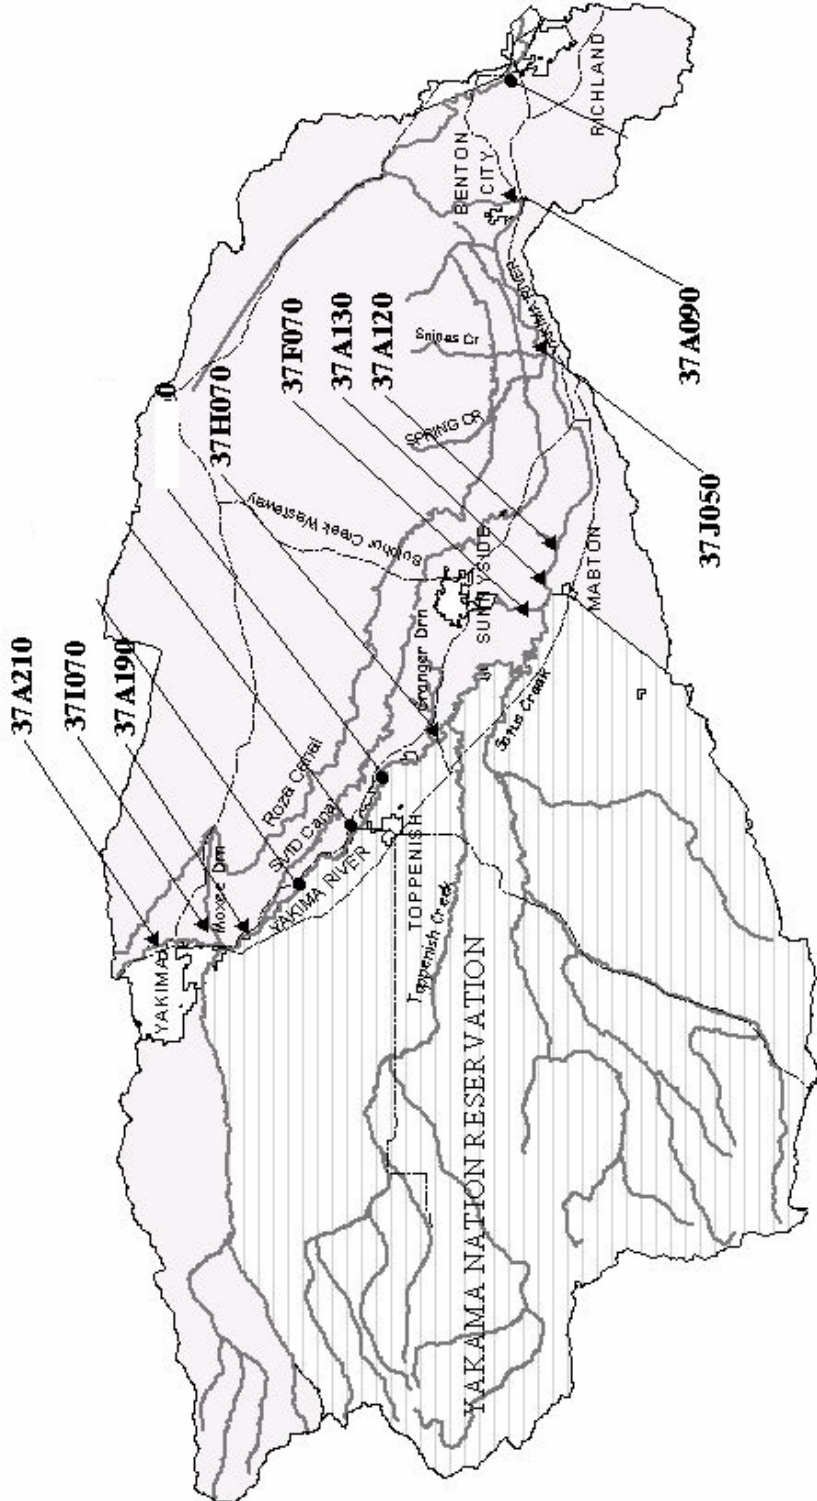 37A210
37I070
37A190
0
37H070
37F070
37A130
37A120
37A090
37J050
YAKIMA
Moxee Drn
Roza Canal
SVID Canal
YAKIMA RIVER
TOPPENISH
Toppenish Creek
Granger Drn
SUNNYSIDE
Sulphur Creek Wasteway
SPRING CR
Snipes Cr
Satus Creek
MABTON
YAKIMA RIVER
BENTON
CITY
RICHLAND
YAKAMA NATION RESERVATION